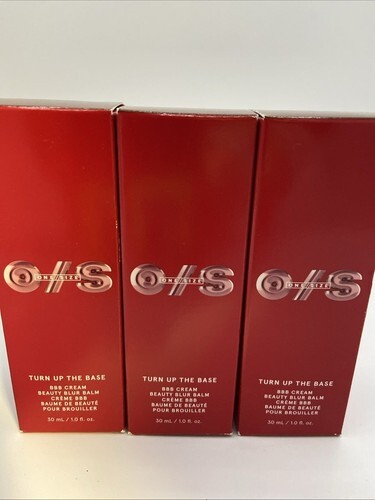 O/S
ONE/SIZE
TURN UP THE BASE
BBB CREAM
BEAUTY BLUR BALM
CRÈME BBB
BAUME DE BEAUTÉ
POUR BROUILLER
30 mL / 1.0 fl. oz.
O/S
ONE/SIZE
TURN UP THE BASE
BBB CREAM
BEAUTY BLUR BALM
CRÈME BBB
BAUME DE BEAUTÉ
POUR BROUILLER
30 mL / 1.0 fl. oz.
O/S
ONE/SIZE
TURN UP THE BASE
BBB CREAM
BEAUTY BLUR BALM
CRÈME BBB
BAUME DE BEAUTÉ
POUR BROUILLER
30 mL / 1.0 fl. oz.